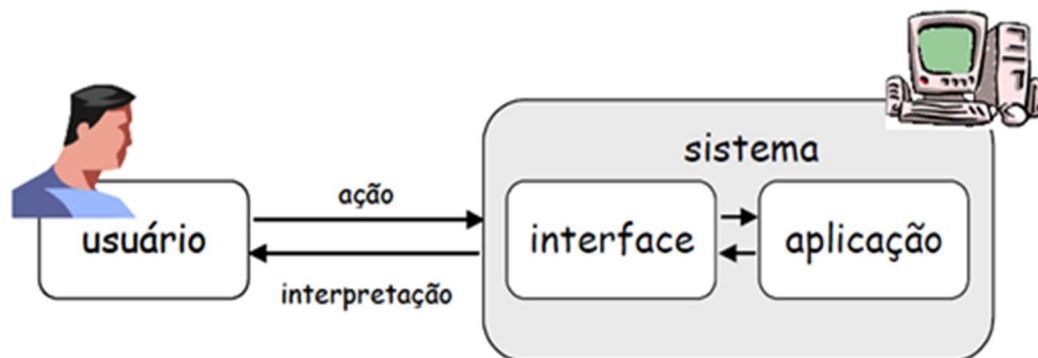 sistema
ação
usuário
interface
aplicação
interpretação